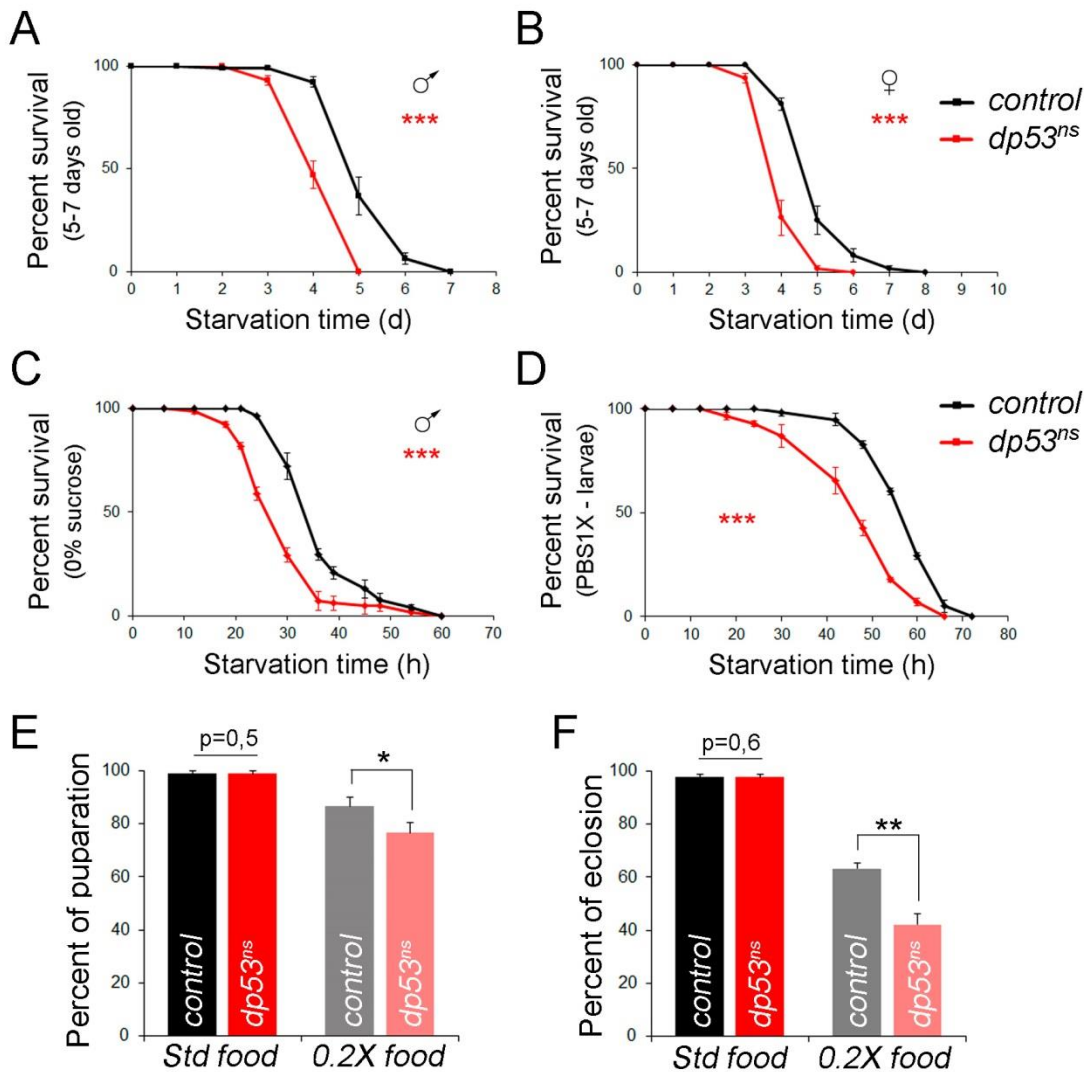 A
Percent survival
(5-7 days old)
100
50
0
0 1 2 3 4 5 6 7 8
Starvation time (d)
♂
***
B
Percent survival
(5-7 days old)
100
50
0
0 1 2 3 4 5 6 7 8 9 10
Starvation time (d)
♀
***
control
dp53ns
C
Percent survival
(0% sucrose)
100
50
0
0 10 20 30 40 50 60 70
Starvation time (h)
♂
***
D
Percent survival
(PBS1X - larvae)
100
50
0
0 10 20 30 40 50 60 70 80
Starvation time (h)
***
control
dp53ns
E
Percent of puparation
100
80
60
40
20
0
p=0,5
*
control
dp53ns
control
dp53ns
Std food 0.2X food
F
Percent of eclosion
100
80
60
40
20
0
p=0,6
**
control
dp53ns
control
dp53ns
Std food 0.2X food